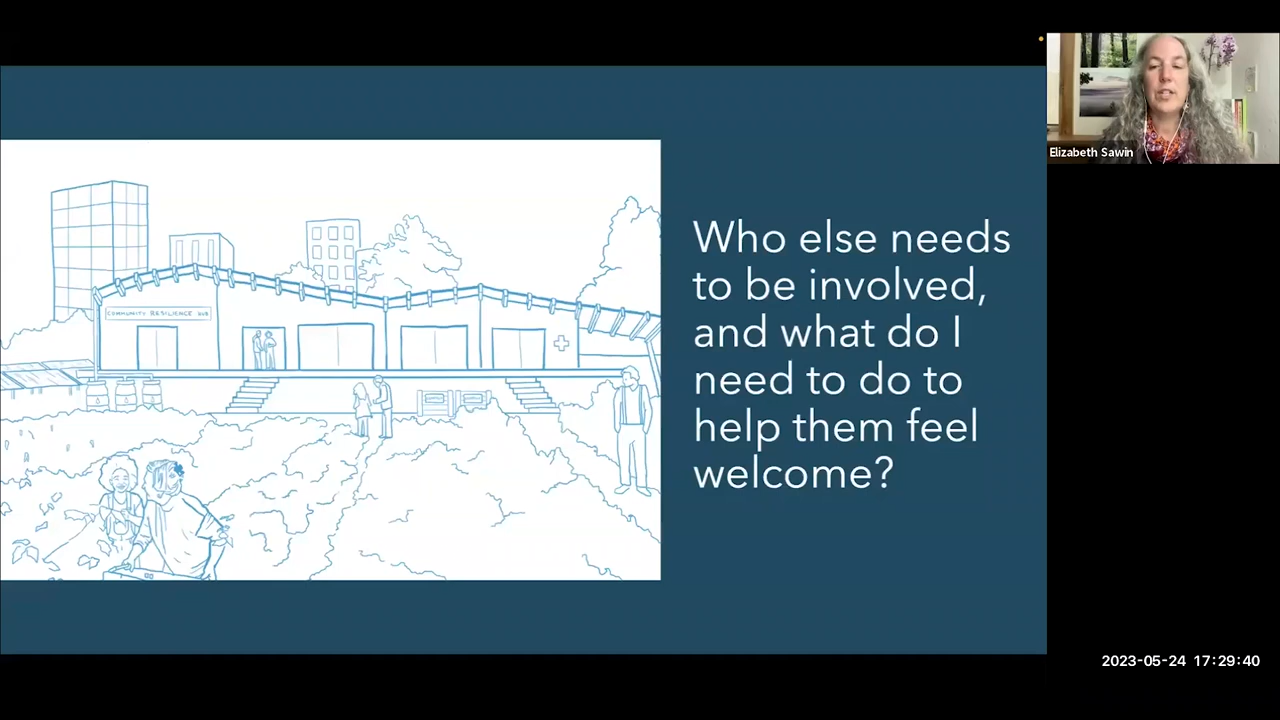 Elizabeth Sawin
COMMUNITY RESILIENCE HUB
Who else needs
to be involved,
and what do I
need to do to
help them feel
welcome?
2023-05-24 17:29:40